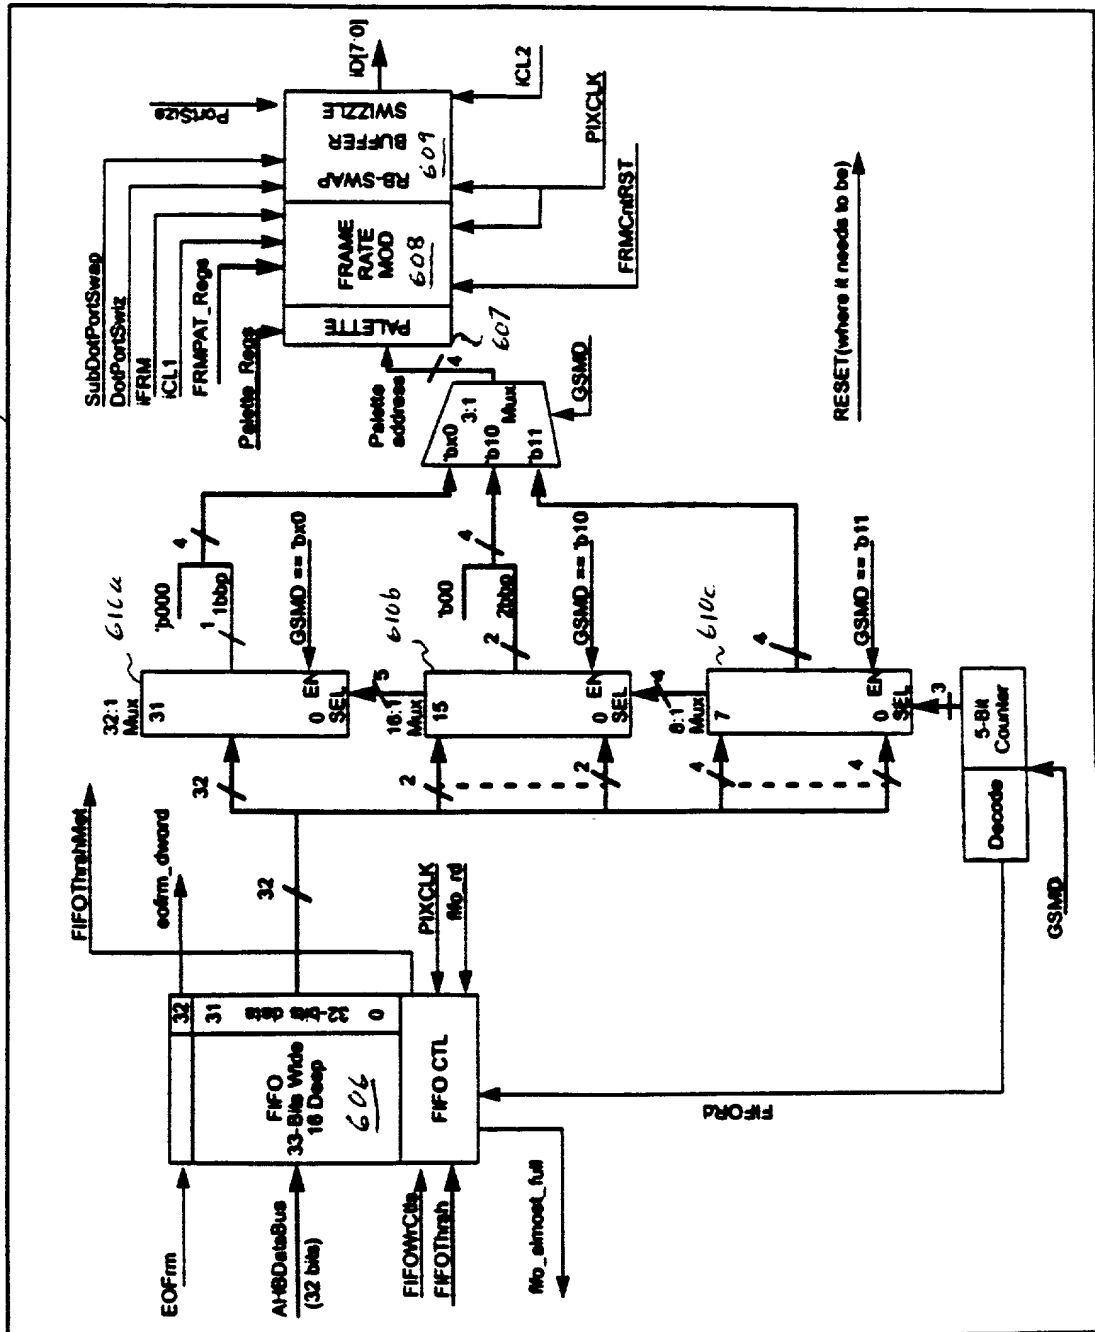 EOFrm
AHBDataBus
(32 bits)
FIFOWrCtls
FIFOThrsh
fifo_almost_full
FIFO
33-Bits Wide
16 Deep
606
32
31
32-bits data
0
FIFO CTL
FIFOThrshMet
eofrm_dword
32
PIXCLK
fifo_rd
FIFORd
32
2
2
4
4
32:1
Mux
31
0
EN
SEL
610a
5
16:1
Mux
15
0
EN
SEL
610b
4
8:1
Mux
7
0
EN
SEL
610c
3
5-Bit
Counter
Decode
GSMD
'b000
1
1bbp
4
GSMD == 'bx0
'b00
2
2bbp
4
GSMD == 'b10
4
GSMD == 'b11
'bx0
'b10
'b11
3:1
Mux
GSMD
Palette
address
4
PALETTE
607
FRAME
RATE
MOD
608
RB-SWAP
BUFFER
SWIZZLE
609
SubDotPortSwap
DotPortSwiz
iFRM
iCL1
FRMPAT_Regs
Palette_Regs
PortSize
iD[7:0]
iCL2
PIXCLK
FRMCntRST
RESET(where it needs to be)